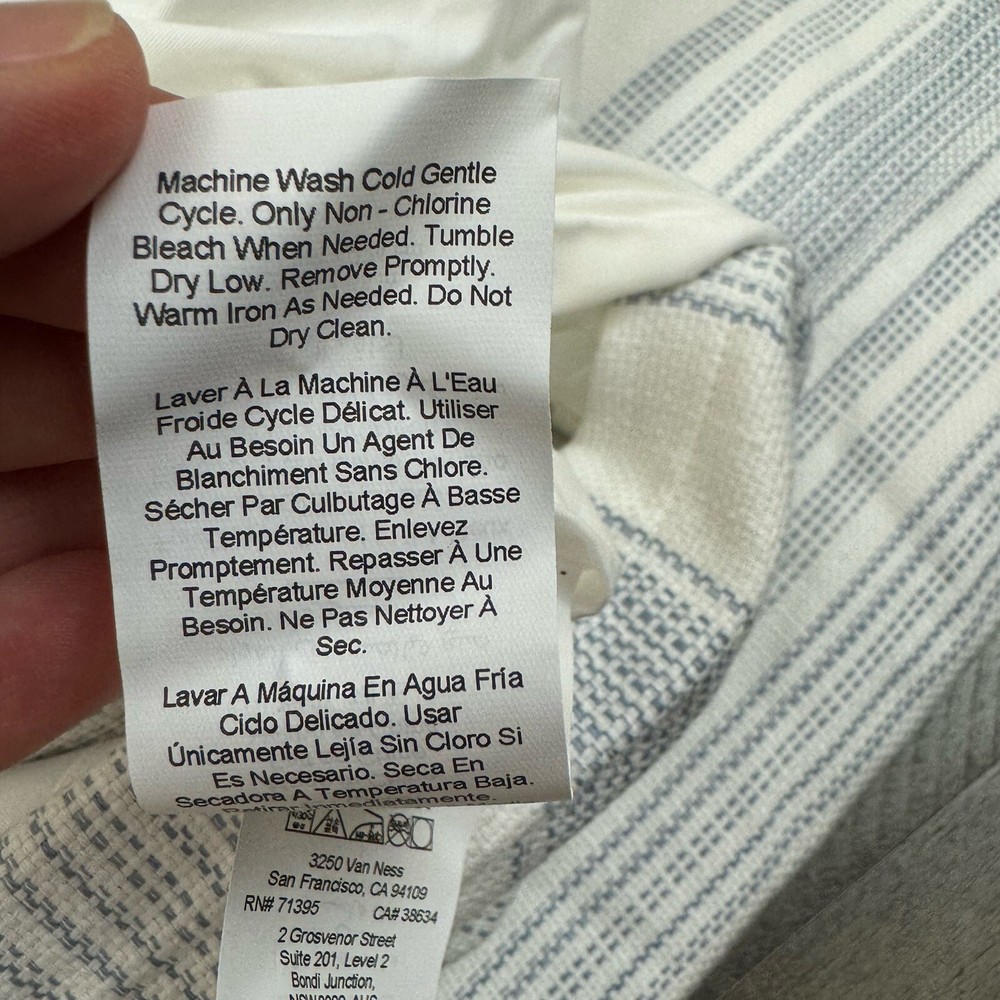 Machine Wash Cold Gentle
Cycle. Only Non - Chlorine
Bleach When Needed. Tumble
Dry Low. Remove Promptly.
Warm Iron As Needed. Do Not
Dry Clean.
Laver À La Machine À L'Eau
Froide Cycle Délicat. Utiliser
Au Besoin Un Agent De
Blanchiment Sans Chlore.
Sécher Par Culbutage À Basse
Température. Enlevez
Promptement. Repasser À Une
Température Moyenne Au
Besoin. Ne Pas Nettoyer À
Sec.
Lavar A Máquina En Agua Fría
Ciclo Delicado. Usar
Únicamente Lejía Sin Cloro Si
Es Necesario. Seca En
Secadora A Temperatura Baja.
Retirar Inmediatamente.
3250 Van Ness
San Francisco, CA 94109
RN# 71395 CA# 38634
2 Grosvenor Street
Suite 201, Level 2
Bondi Junction,
NSW2022, AUS